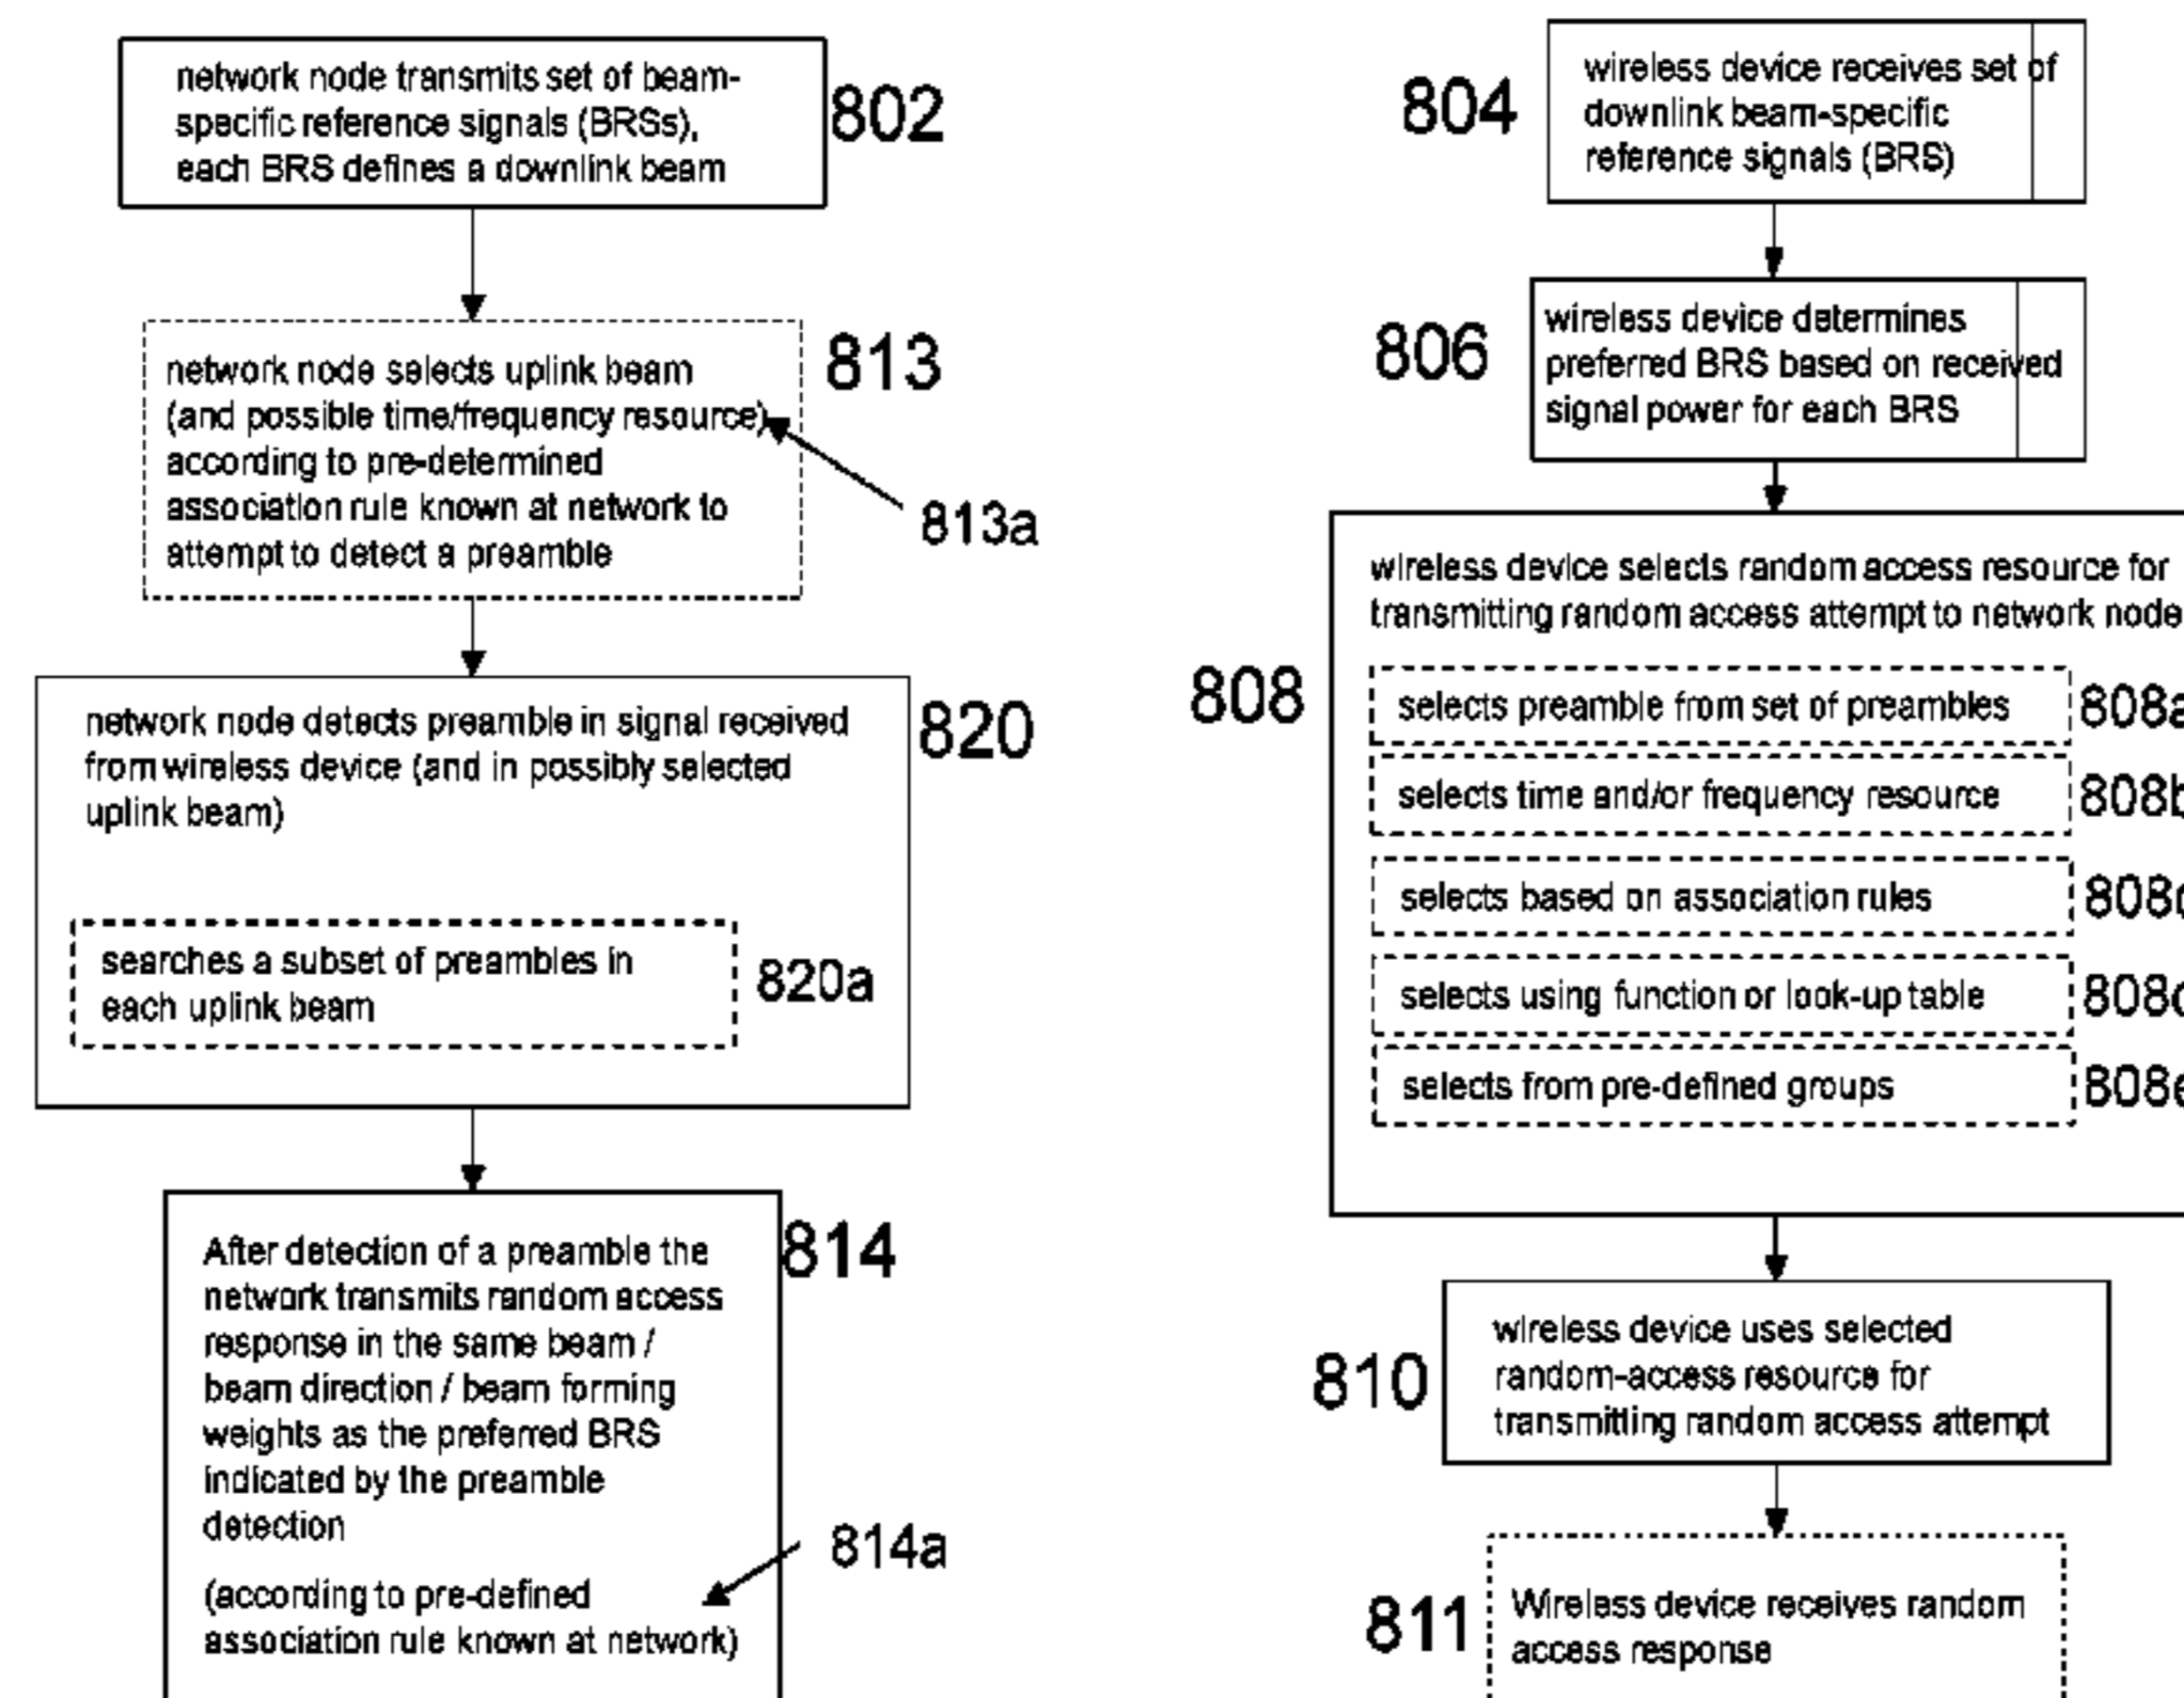 network node transmits set of beam-
specific reference signals (BRSs),
each BRS defines a downlink beam
802
network node selects uplink beam
(and possible time/frequency resource)
according to pre-determined
association rule known at network to
attempt to detect a preamble
813
813a
network node detects preamble in signal received
from wireless device (and in possibly selected
uplink beam)
820
searches a subset of preambles in
each uplink beam
820a
After detection of a preamble the
network transmits random access
response in the same beam /
beam direction / beam forming
weights as the preferred BRS
indicated by the preamble
detection
(according to pre-defined
association rule known at network)
814
814a
804
wireless device receives set of
downlink beam-specific
reference signals (BRS)
806
wireless device determines
preferred BRS based on received
signal power for each BRS
808
wireless device selects random access resource for
transmitting random access attempt to network node
selects preamble from set of preambles
808a
selects time and/or frequency resource
808b
selects based on association rules
808
selects using function or look-up table
808
selects from pre-defined groups
808e
810
wireless device uses selected
random-access resource for
transmitting random access attempt
811
Wireless device receives random
access response